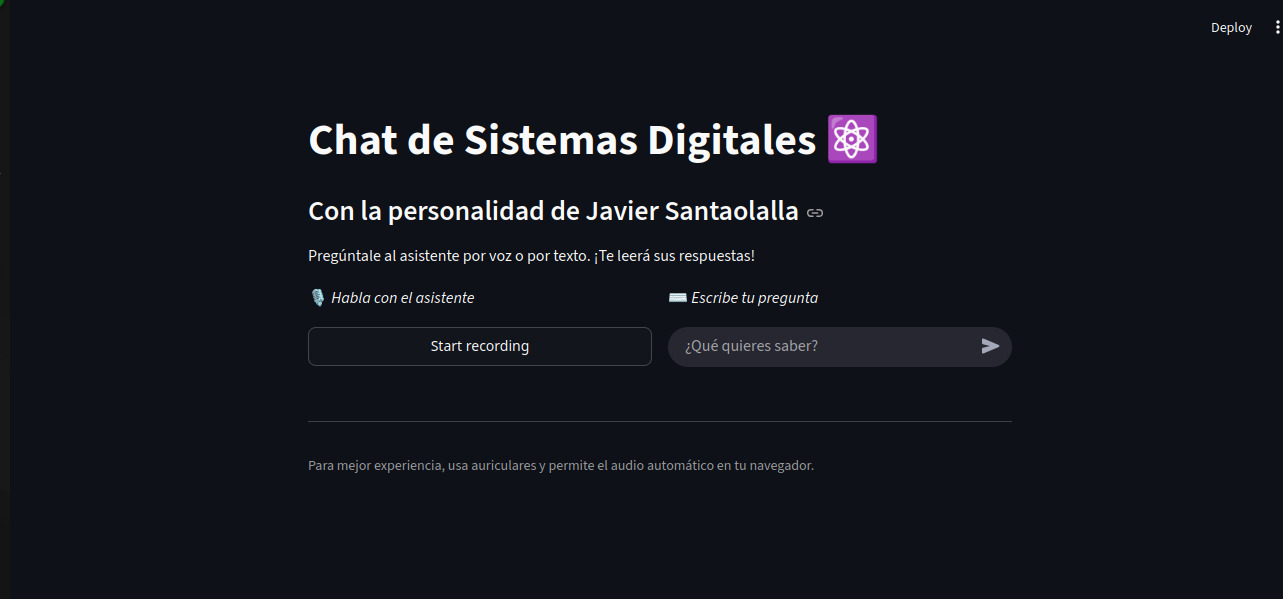 Deploy
Chat de Sistemas Digitales ⚛️
Con la personalidad de Javier Santaolalla
Pregúntale al asistente por voz o por texto. ¡Te leerá sus respuestas!
🎙️ Habla con el asistente
⌨️ Escribe tu pregunta
Start recording
¿Qué quieres saber?
Para mejor experiencia, usa auriculares y permite el audio automático en tu navegador.